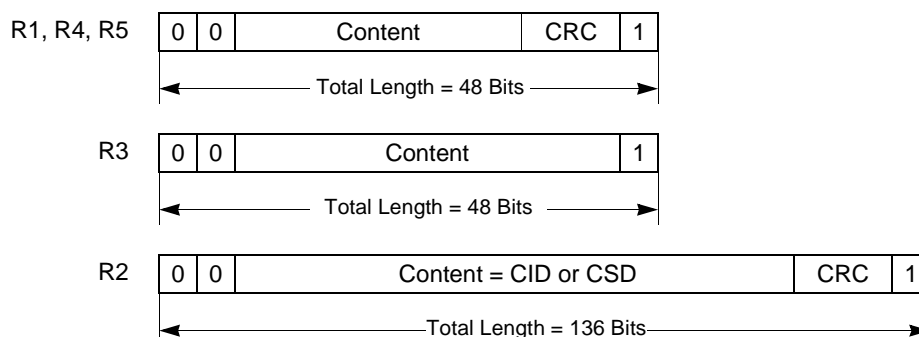 R1, R4, R5 0 0 Content CRC 1
Total Length = 48 Bits
R3 0 0 Content 1
Total Length = 48 Bits
R2 0 0 Content = CID or CSD CRC 1
Total Length = 136 Bits